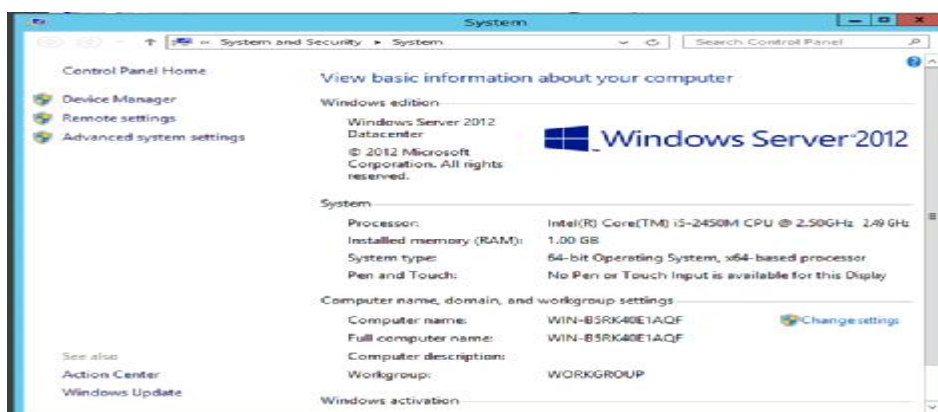 System
« System and Security ▸ System
Search Control Panel
Control Panel Home
Device Manager
Remote settings
Advanced system settings
See also
Action Center
Windows Update
View basic information about your computer
Windows edition
Windows Server 2012
Datacenter
© 2012 Microsoft
Corporation. All rights
reserved.
Windows Server 2012
System
Processor: Intel(R) Core(TM) i5-2450M CPU @ 2.50GHz 2.49 GHz
Installed memory (RAM): 1.00 GB
System type: 64-bit Operating System, x64-based processor
Pen and Touch: No Pen or Touch Input is available for this Display
Computer name, domain, and workgroup settings
Computer name: WIN-B5RK40E1AQF
Change settings
Full computer name: WIN-B5RK40E1AQF
Computer description:
Workgroup: WORKGROUP
Windows activation